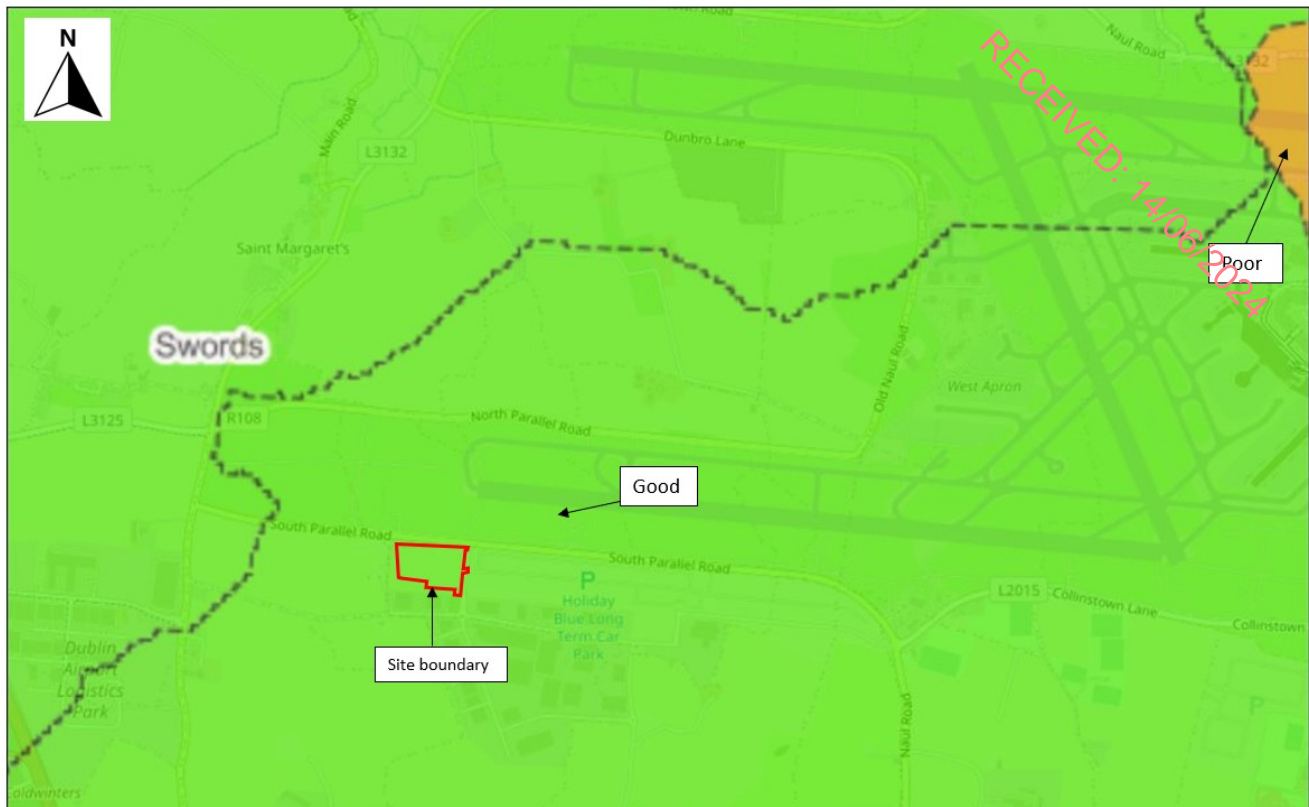 N
Naul Road
L3132
RECEIVED: 14/06/2024
Main Road
Dunbro Lane
L3132
Saint Margaret's
Poor
Swords
Old Naul Road
West Apron
L3125
R108
North Parallel Road
Good
South Parallel Road
South Parallel Road
P
Holiday
Blue Long
Term Car
Park
L2015
Collinstown Lane
Collinstown
Dublin
Airport
Logistics
Park
Site boundary
Naul Road
P